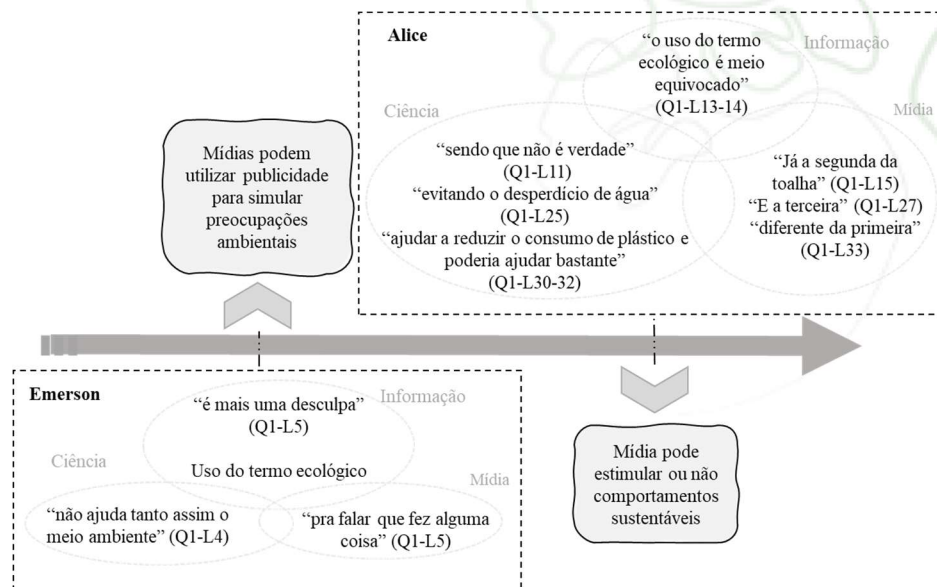 Alice
“o uso do termo
ecológico é meio
equivocado”
(Q1-L13-14)
Informação
Ciência
Mídia
“sendo que não é verdade”
(Q1-L11)
“evitando o desperdício de água”
(Q1-L25)
“ajudar a reduzir o consumo de plástico e
poderia ajudar bastante”
(Q1-L30-32)
“Já a segunda da
toalha” (Q1-L15)
“E a terceira” (Q1-L27)
“diferente da primeira”
(Q1-L33)
Mídias podem
utilizar publicidade
para simular
preocupações
ambientais
Emerson
“é mais uma desculpa”
(Q1-L5)
Informação
Uso do termo ecológico
Ciência
Mídia
“não ajuda tanto assim o
meio ambiente” (Q1-L4)
“pra falar que fez alguma
coisa” (Q1-L5)
Mídia pode
estimular ou não
comportamentos
sustentáveis